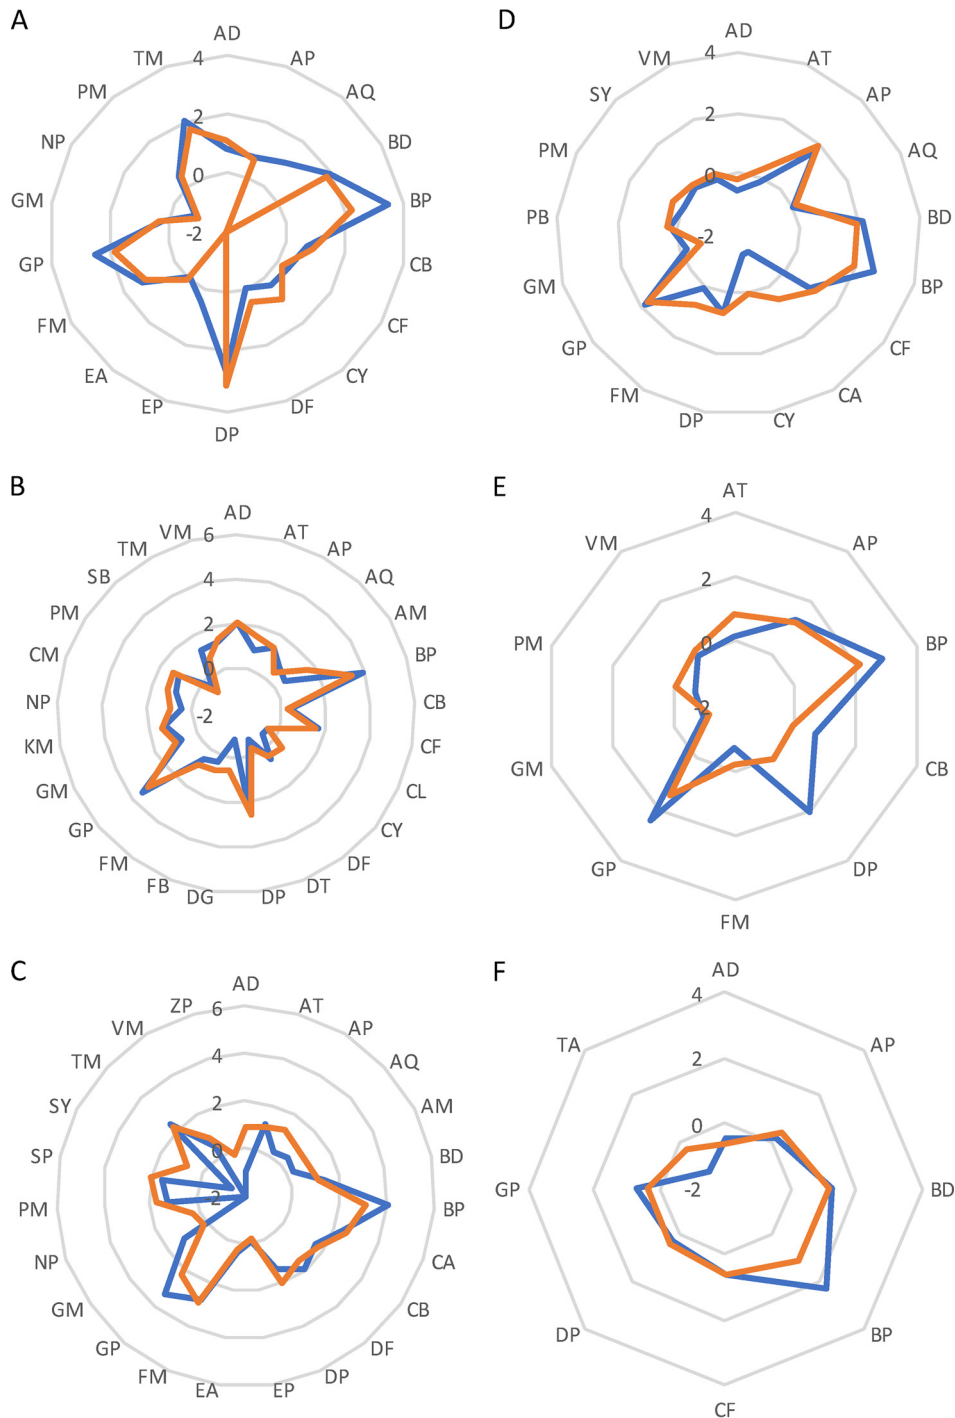 A
AD
AP
AQ
BD
BP
CB
CF
CY
DF
DP
EP
EA
FM
GP
GM
NP
PM
TM
4
2
0
-2
D
AD
AT
AP
AQ
BD
BP
CF
CA
CY
DP
FM
GP
GM
PB
PM
SY
VM
4
2
0
-2
B
AD
AT
AP
AQ
AM
BP
CB
CF
CL
CY
DF
DT
DP
DG
FB
FM
GP
GM
KM
NP
CM
PM
SB
TM
VM
6
4
2
0
-2
E
AT
AP
BP
CB
DP
FM
GP
GM
PM
VM
4
2
0
-2
C
AD
AT
AP
AQ
AM
BD
BP
CA
CB
DF
DP
EP
EA
FM
GP
GM
NP
PM
SP
SY
TM
VM
ZP
6
4
2
0
-2
F
AD
AP
BD
BP
CF
DP
GP
TA
4
2
0
-2